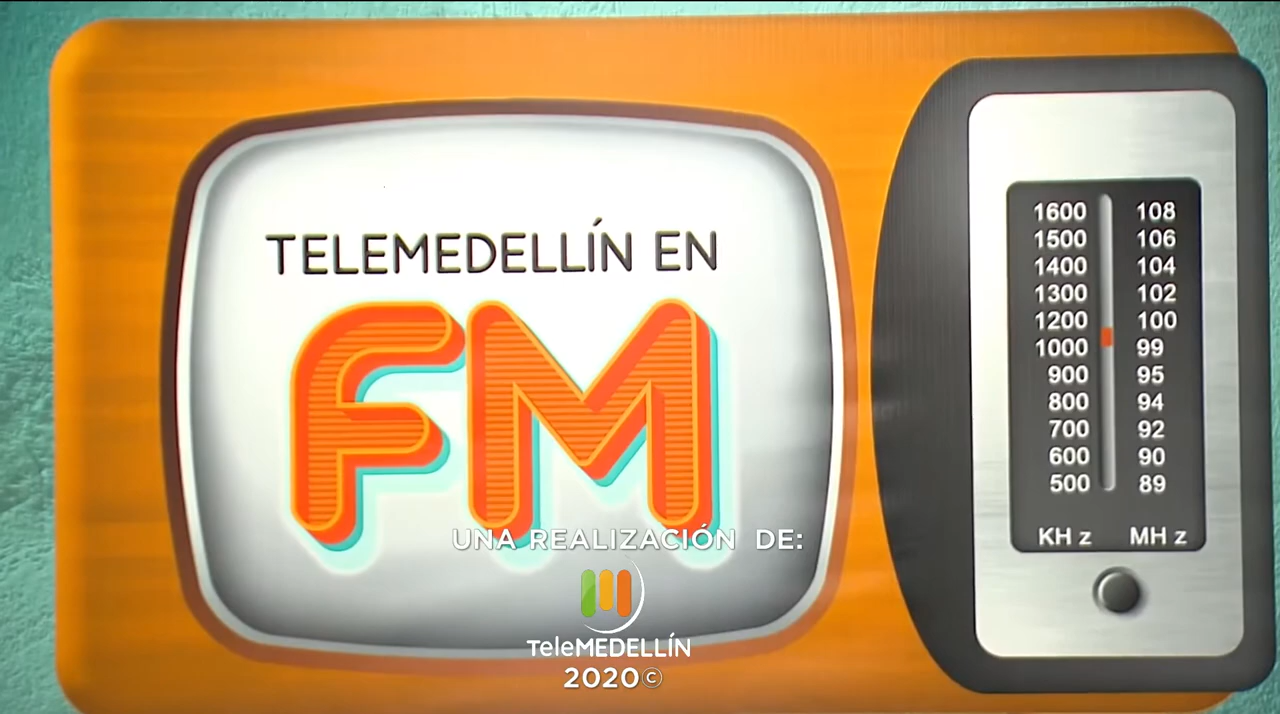 TELEMEDELLÍN EN
FM
UNA REALIZACIÓN DE:
TeleMEDELLÍN
2020©
1600 108
1500 106
1400 104
1300 102
1200 100
1000 99
900 95
800 94
700 92
600 90
500 89
KH z MH z